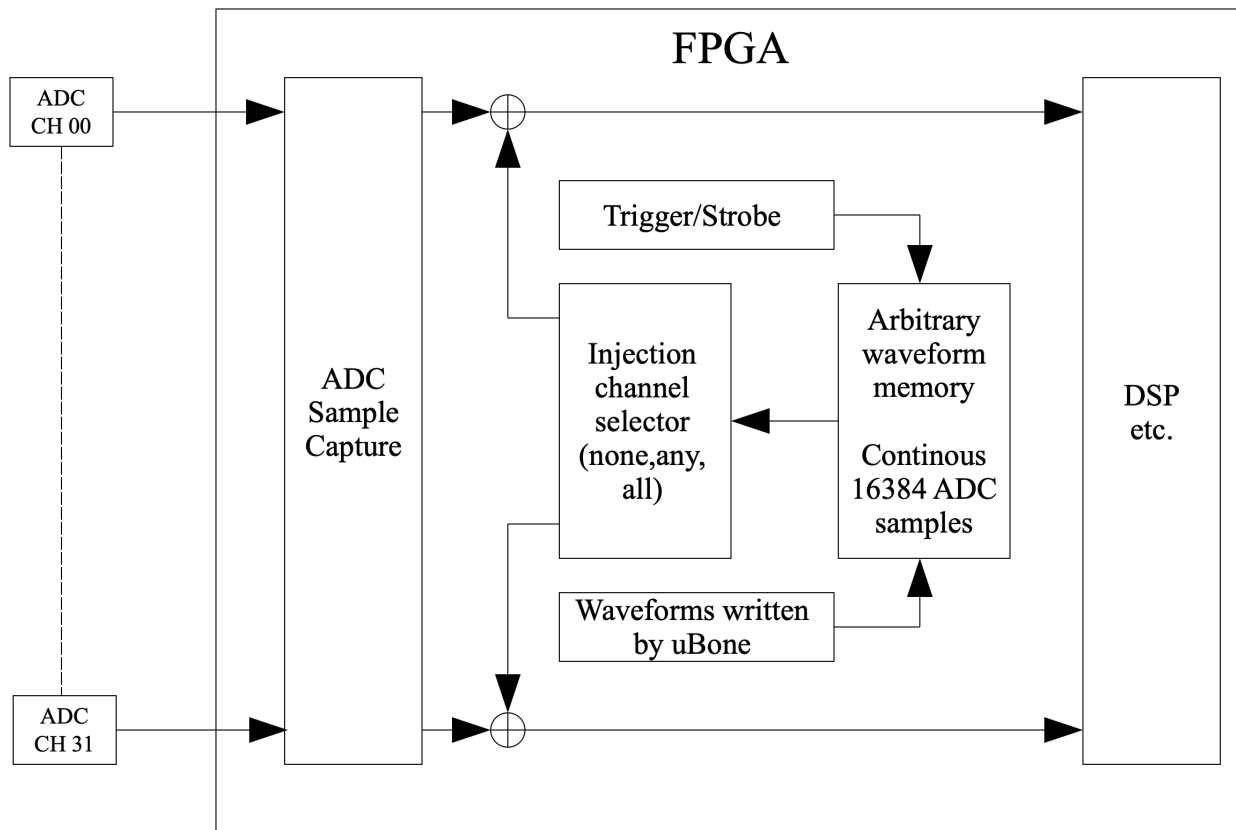 FPGA
ADC
CH 00
Trigger/Strobe
ADC
Sample
Capture
Injection
channel
selector
(none,any,
all)
Arbitrary
waveform
memory
Continous
16384 ADC
samples
DSP
etc.
Waveforms written
by uBone
ADC
CH 31